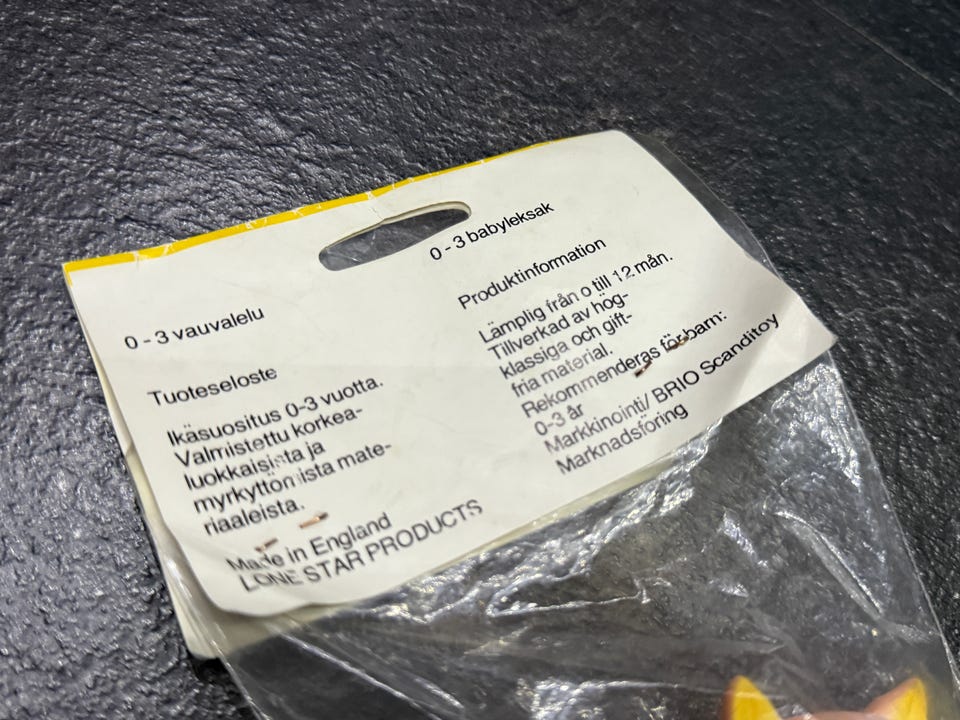 0 - 3 vauvalelu
Tuoteseloste
Ikäsuositus 0-3 vuotta.
Valmistettu korkea-
luokkaisista ja
myrkyttömista mate-
riaaleista.
Made in England
LONE STAR PRODUCTS
0 - 3 babyleksak
Produktinformation
Lämplig från o till 12 mån.
Tillverkad av hög-
klassiga och gift-
fria material.
Rekommenderas för barn:
0-3 år
Markkinointi/ BRIO Scanditoy
Marknadsföring